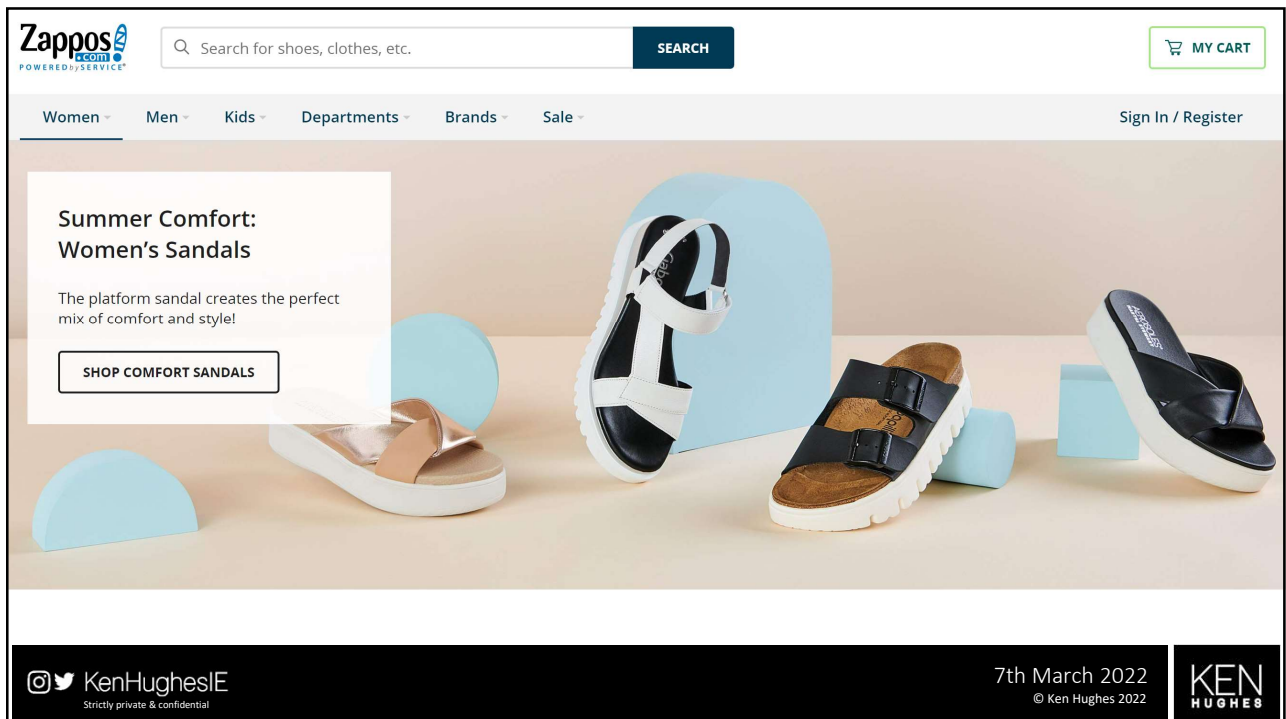 Zappos
.com
POWERED by SERVICE®
Search for shoes, clothes, etc.
SEARCH
MY CART
Women
Men
Kids
Departments
Brands
Sale
Sign In / Register
Summer Comfort:
Women's Sandals
The platform sandal creates the perfect
mix of comfort and style!
SHOP COMFORT SANDALS
KenHughesIE
Strictly private & confidential
7th March 2022
© Ken Hughes 2022
KEN
HUGHES